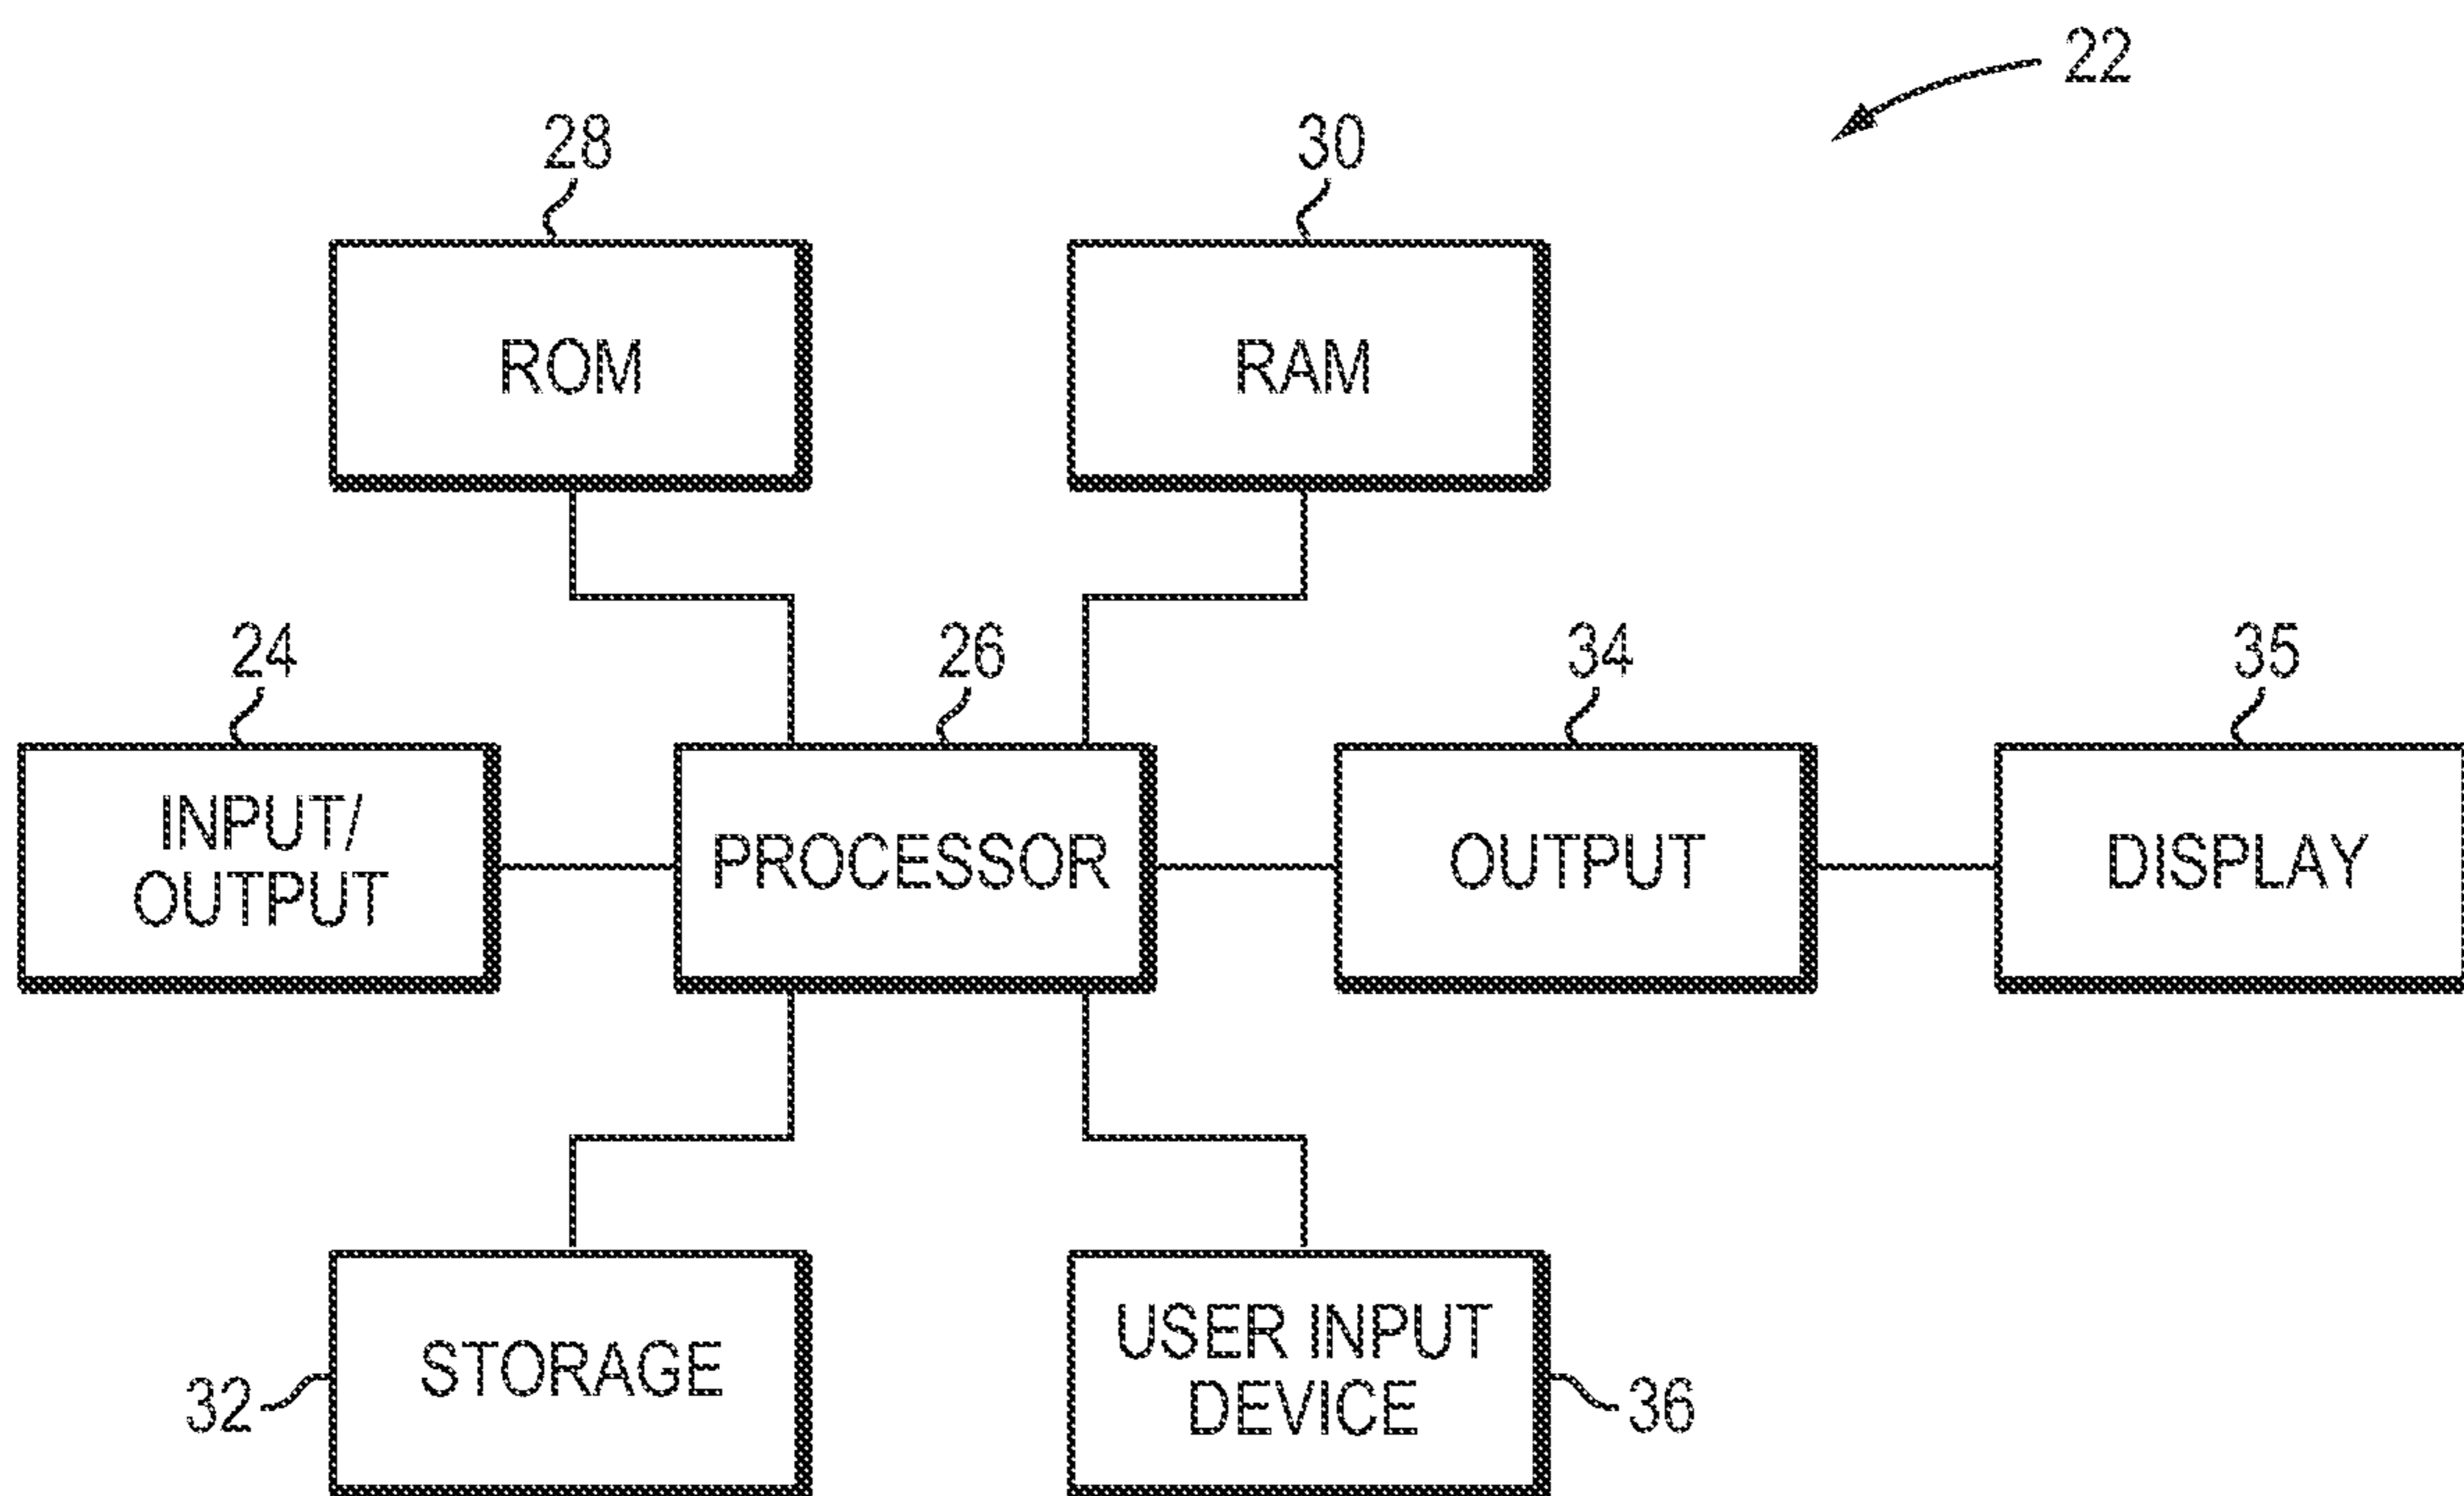 22
28
30
ROM
RAM
24
26
34
35
INPUT/
OUTPUT
PROCESSOR
OUTPUT
DISPLAY
STORAGE
USER INPUT
DEVICE
32
36